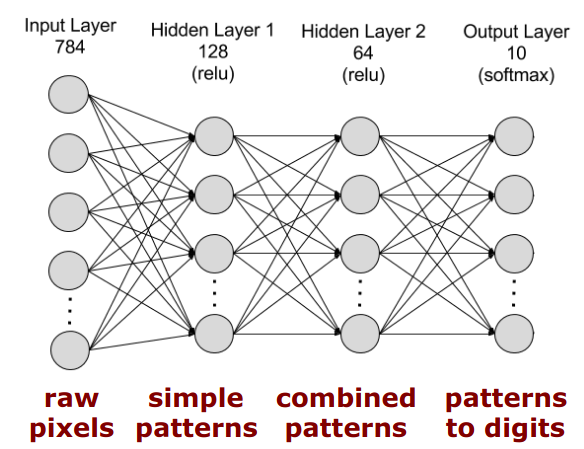 Input Layer
784
Hidden Layer 1
128
(relu)
Hidden Layer 2
64
(relu)
Output Layer
10
(softmax)
raw
pixels
simple
patterns
combined
patterns
patterns
to digits